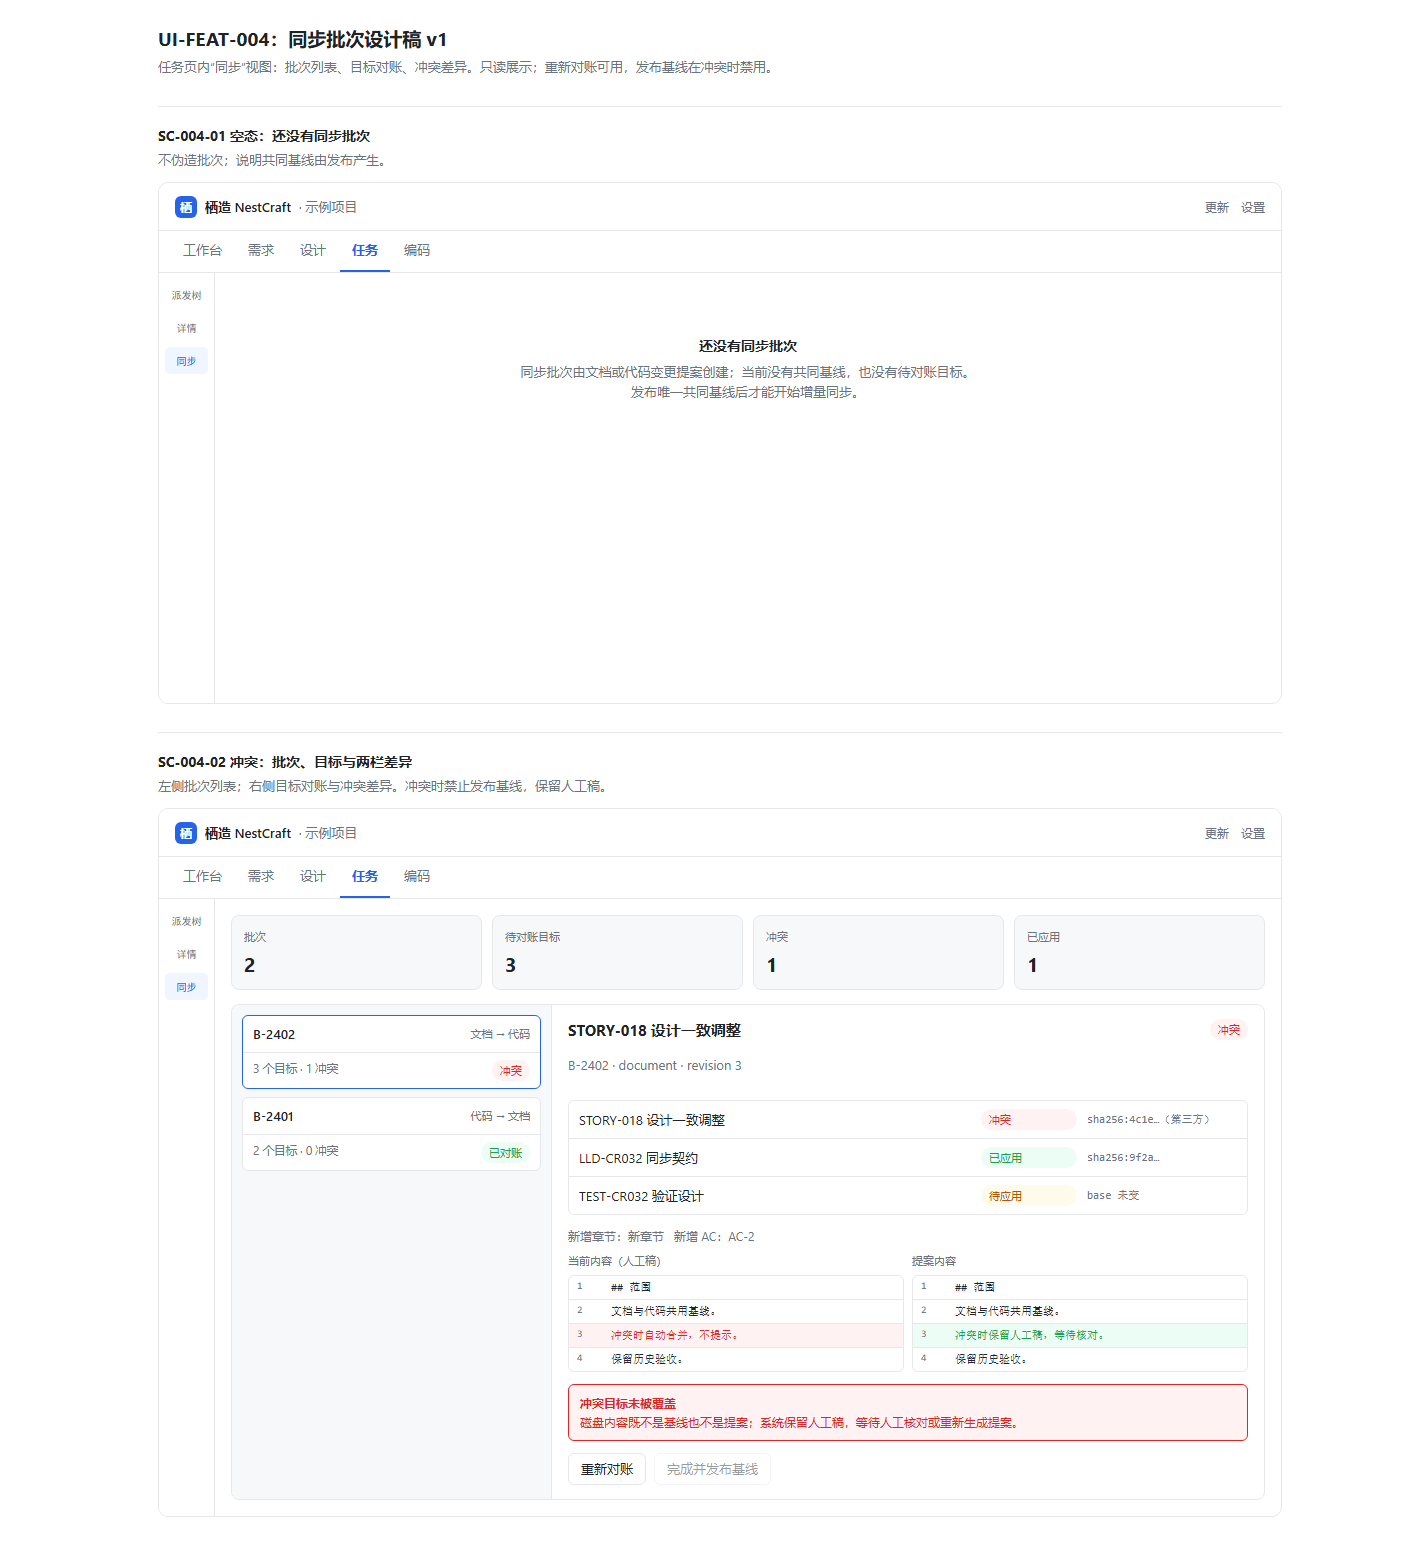 UI-FEAT-004：同步批次设计稿 v1
任务页内“同步”视图：批次列表、目标对账、冲突差异。只读展示；重新对账可用，发布基线在冲突时禁用。
SC-004-01 空态：还没有同步批次
不伪造批次；说明共同基线由发布产生。
栖 栖造 NestCraft · 示例项目 更新 设置
工作台 需求 设计 任务 编码
派发树
详情
同步
还没有同步批次
同步批次由文档或代码变更提案创建；当前没有共同基线，也没有待对账目标。
发布唯一共同基线后才能开始增量同步。
SC-004-02 冲突：批次、目标与两栏差异
左侧批次列表；右侧目标对账与冲突差异。冲突时禁止发布基线，保留人工稿。
栖 栖造 NestCraft · 示例项目 更新 设置
工作台 需求 设计 任务 编码
派发树
详情
同步
批次 待对账目标 冲突 已应用
2 3 1 1
B-2402 文档 → 代码
3 个目标 · 1 冲突 冲突
B-2401 代码 → 文档
2 个目标 · 0 冲突 已对账
STORY-018 设计一致调整 冲突
B-2402 · document · revision 3
STORY-018 设计一致调整 冲突 sha256:4c1e…（第三方）
LLD-CR032 同步契约 已应用 sha256:9f2a…
TEST-CR032 验证设计 待应用 base 未变
新增章节：新章节 新增 AC：AC-2
当前内容（人工稿）
1 ## 范围
2 文档与代码共用基线。
3 冲突时自动合并，不提示。
4 保留历史验收。
提案内容
1 ## 范围
2 文档与代码共用基线。
3 冲突时保留人工稿，等待核对。
4 保留历史验收。
冲突目标未被覆盖
磁盘内容既不是基线也不是提案；系统保留人工稿，等待人工核对或重新生成提案。
重新对账 完成并发布基线